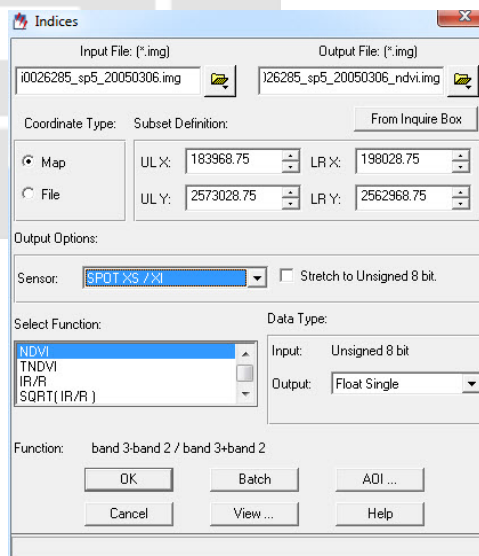 Indices
Input File: (*.img) Output File: (*.img)
i0026285_sp5_20050306.img )26285_sp5_20050306_ndvi.img
Coordinate Type: Subset Definition: From Inquire Box
Map ULX: 183968.75 LR X: 198028.75
File UL Y: 2573028.75 LR Y: 2562968.75
Output Options:
Sensor: SPOT XS / XI Stretch to Unsigned 8 bit.
Select Function: Data Type:
NDVI
TNDVI
IR/R
SQRT( IR/R )
Input: Unsigned 8 bit
Output: Float Single
Function: band 3-band 2 / band 3+band 2
OK Batch AOI ...
Cancel View ... Help